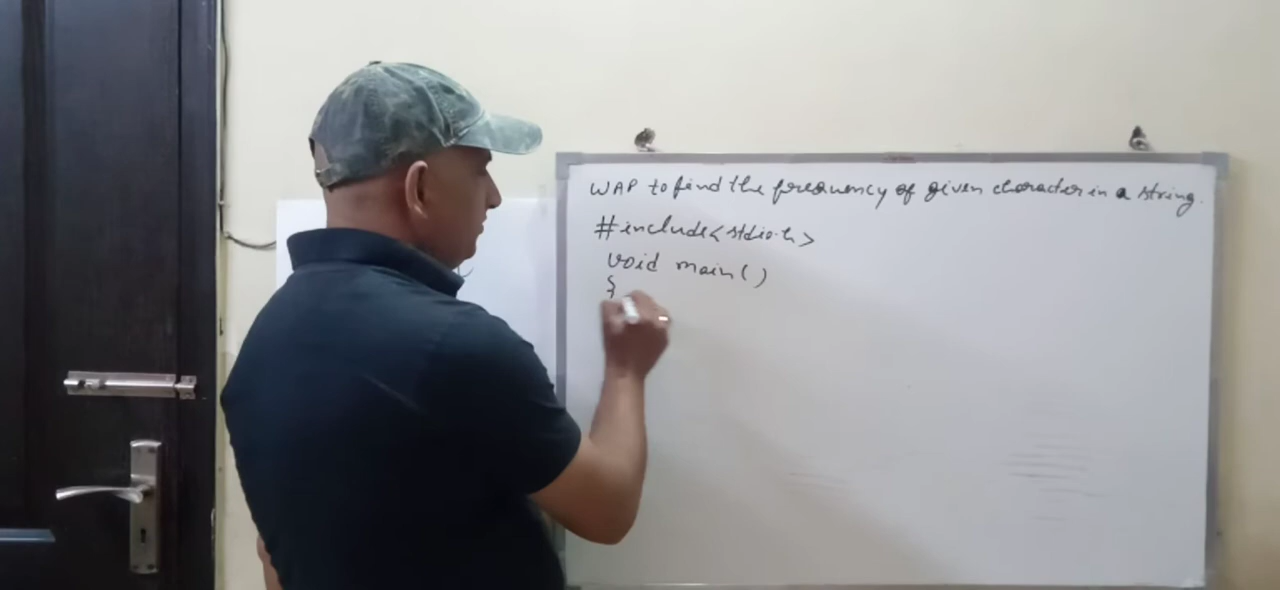 WAP to find the frequency of given character in a string.
#include<stdio.h>
void main()
{